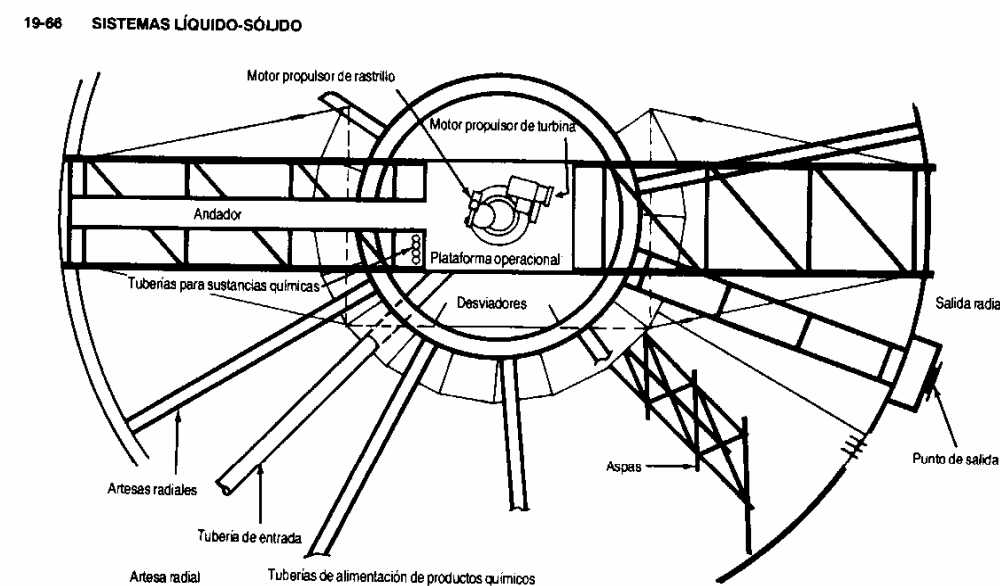 19-66 SISTEMAS LÍQUIDO-SÓLIDO
Motor propulsor de rastrillo
Motor propulsor de turbina
Andador
Plataforma operacional
Tuberías para sustancias químicas
Desviadores
Salida radia
Punto de salida
Aspas
Artesas radiales
Tubería de entrada
Artesa radial
Tuberías de alimentación de productos químicos